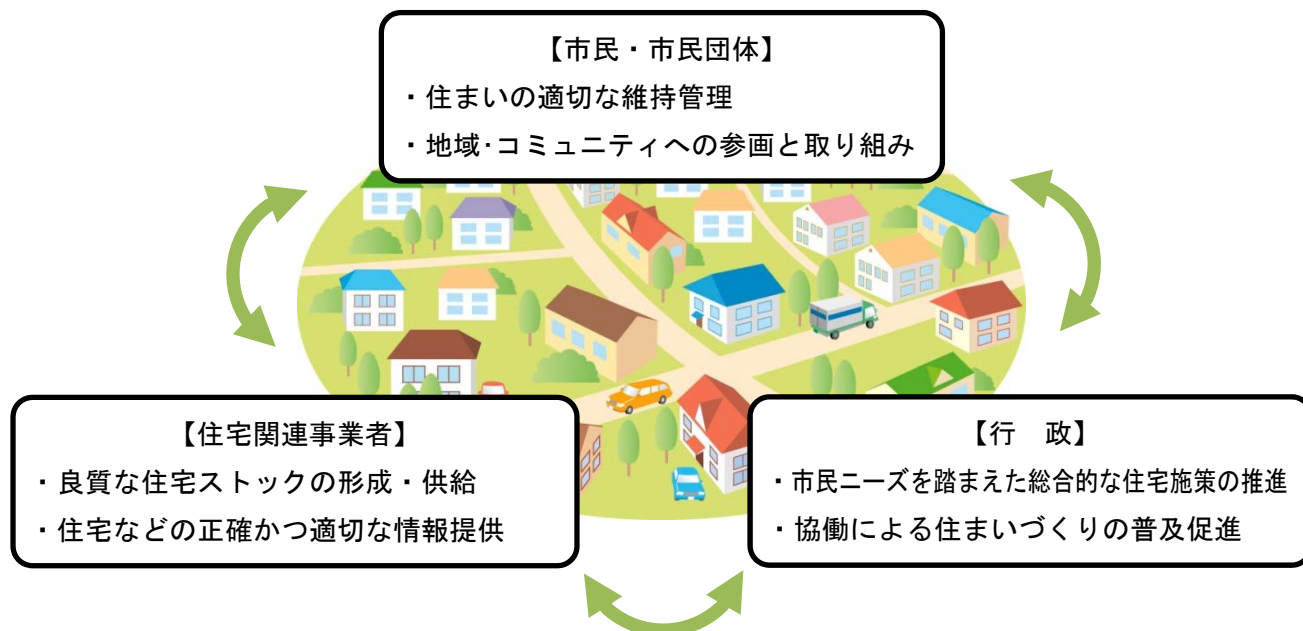 【市民・市民団体】
・住まいの適切な維持管理
・地域・コミュニティへの参画と取り組み
【住宅関連事業者】
・良質な住宅ストックの形成・供給
・住宅などの正確かつ適切な情報提供
【行　政】
・市民ニーズを踏まえた総合的な住宅施策の推進
・協働による住まいづくりの普及促進